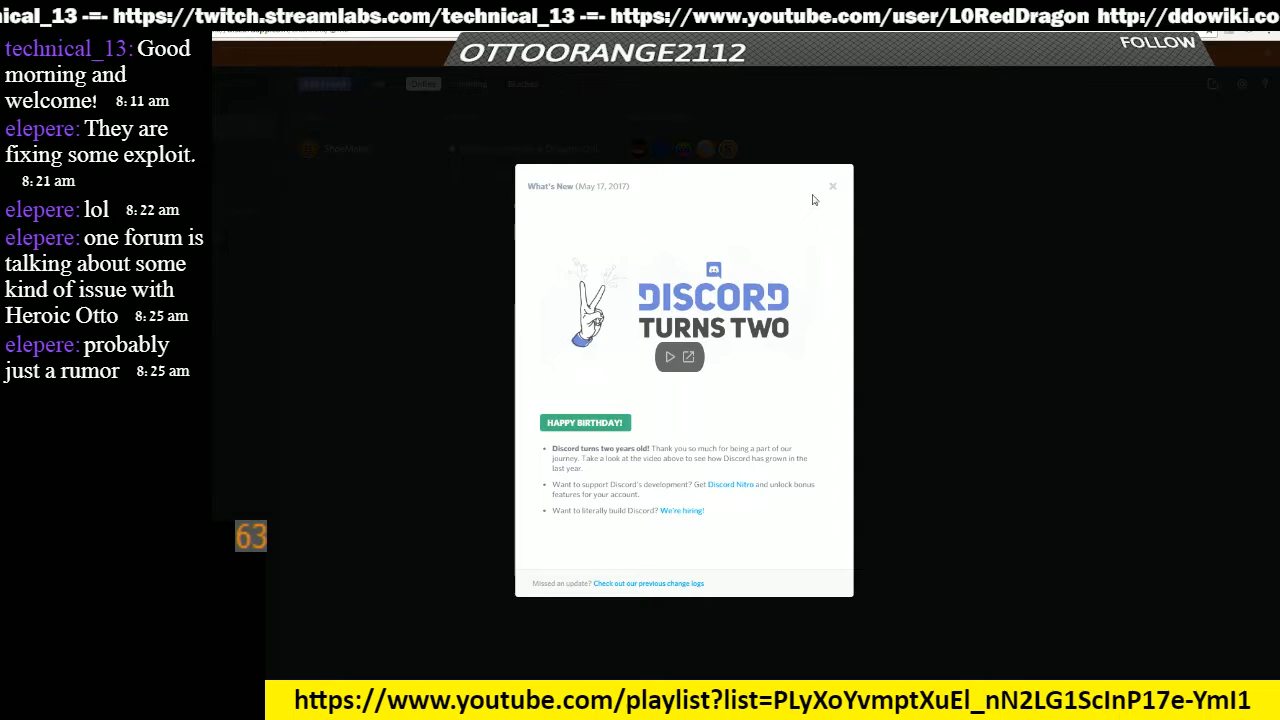 nical_13 -=- https://twitch.streamlabs.com/technical_13 -=- https://www.youtube.com/user/L0RedDragon http://ddowiki.co
OTTOORANGE2112
FOLLOW
technical_13: Good
morning and
welcome! 8:11 am
elepere: They are
fixing some exploit.
8:21 am
elepere: lol 8:22 am
elepere: one forum is
talking about some
kind of issue with
Heroic Otto 8:25 am
elepere: probably
just a rumor 8:25 am
Online
Blocked
ShoeMaker
What's New (May 17, 2017)
DISCORD
TURNS TWO
HAPPY BIRTHDAY!
• Discord turns two years old! Thank you so much for being a part of our
journey. Take a look at the video above to see how Discord has grown in the
last year.
• Want to support Discord's development? Get Discord Nitro and unlock bonus
features for your account.
• Want to literally build Discord? We're hiring!
Missed an update? Check out our previous change logs
63
https://www.youtube.com/playlist?list=PLyXoYvmptXuEl_nN2LG1ScInP17e-YmI1